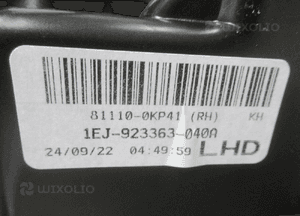 81110-0KP41 (RH) KH
1EJ-923363-040A
24/09/22 04:49:59 LHD
WIXOLIO